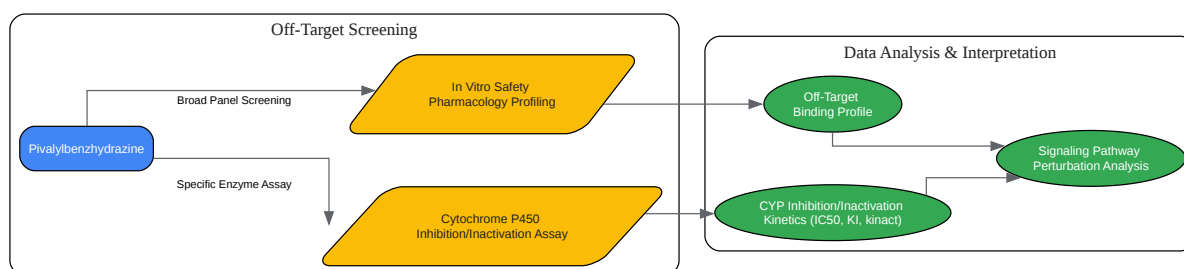 Off-Target Screening
Pivalylbenzhydrazine
Broad Panel Screening
Specific Enzyme Assay
In Vitro Safety
Pharmacology Profiling
Cytochrome P450
Inhibition/Inactivation Assay
Data Analysis & Interpretation
Off-Target
Binding Profile
CYP Inhibition/Inactivation
Kinetics (IC50, KI, kinact)
Signaling Pathway
Perturbation Analysis